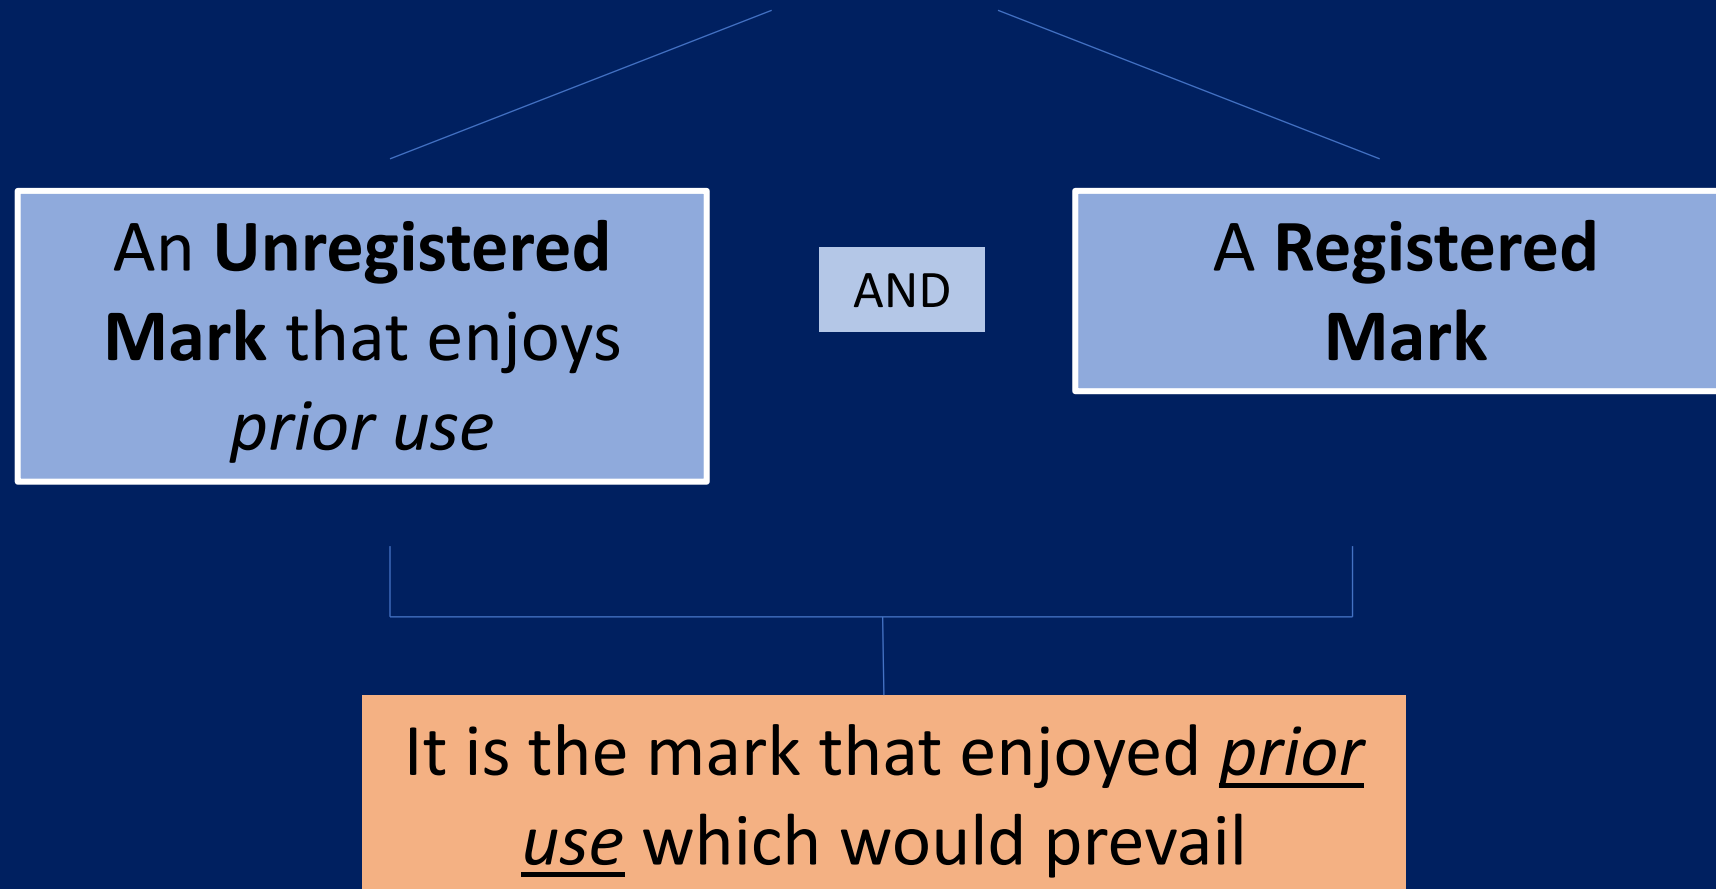 An Unregistered
Mark that enjoys
prior use
AND
A Registered
Mark
It is the mark that enjoyed prior
use which would prevail